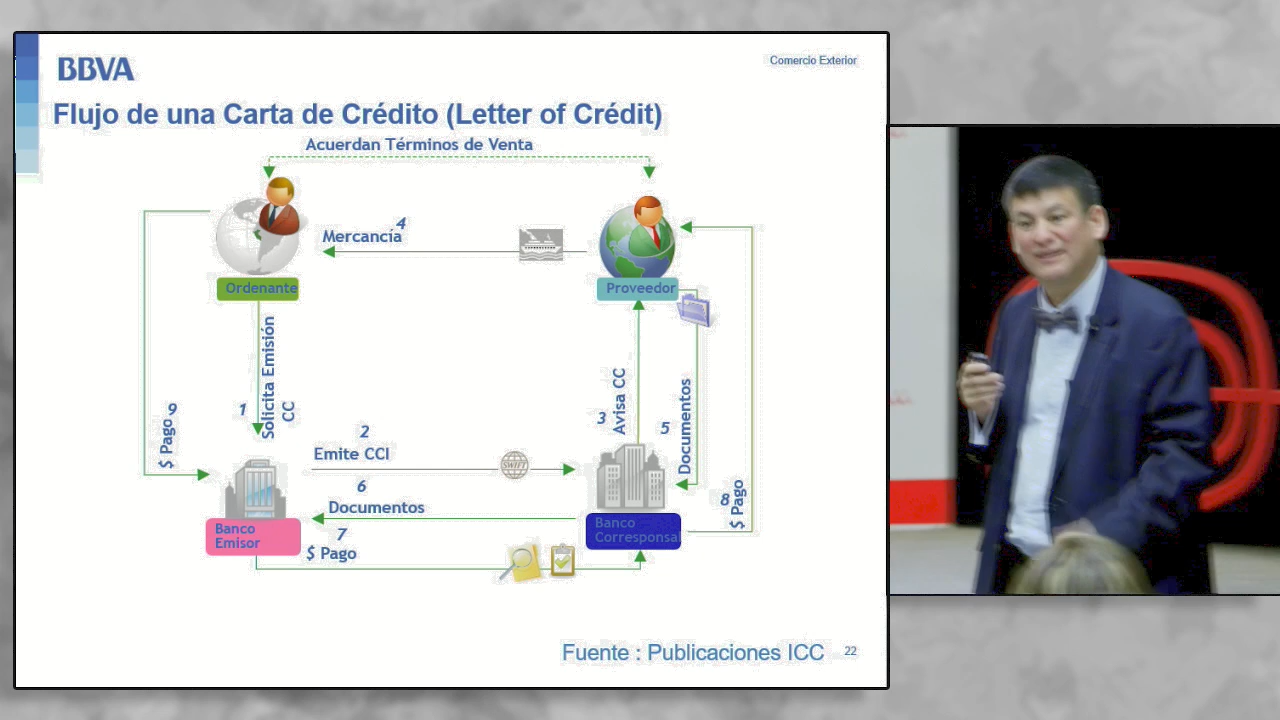 BBVA
Comercio Exterior
Flujo de una Carta de Crédito (Letter of Crédit)
Acuerdan Términos de Venta
4
Mercancía
Ordenante
Proveedor
Solicita Emisión
CC
1
9
$ Pago
2
Emite CCI
SWIFT
3
Avisa CC
5
Documentos
6
Documentos
8
$ Pago
Banco
Emisor
Banco
Corresponsal
7
$ Pago
Fuente : Publicaciones ICC
22